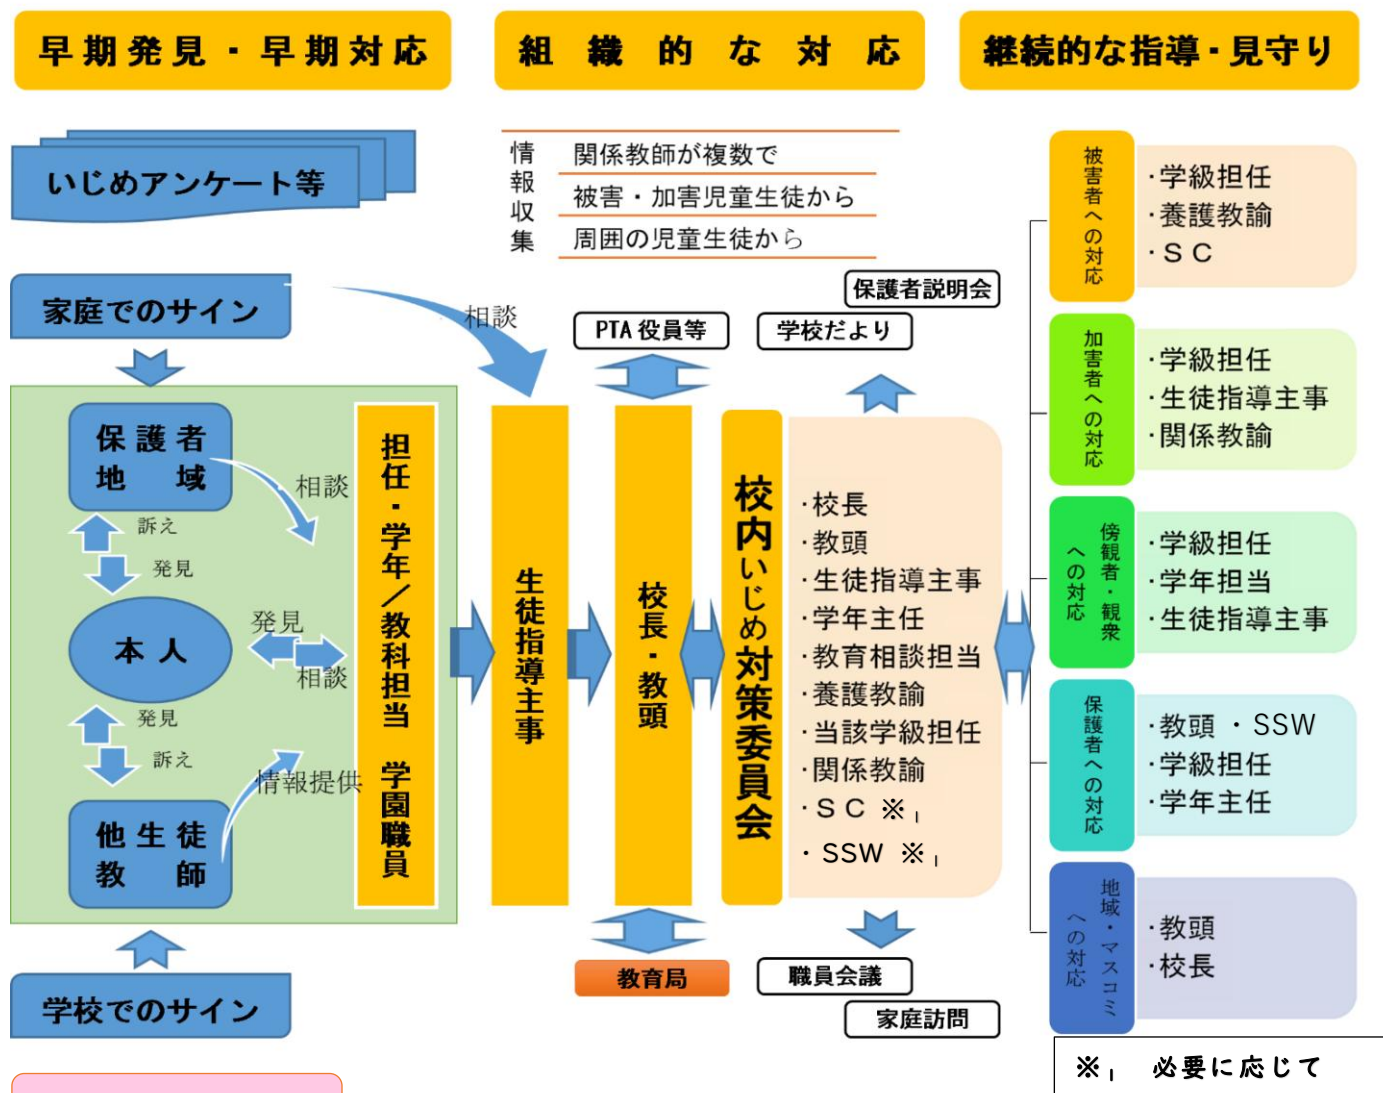 早期発見・早期対応
組織的な対応
継続的な指導・見守り
いじめアンケート等
情報収集
関係教師が複数で
被害・加害児童生徒から
周囲の児童生徒から
家庭でのサイン
相談
保護者説明会
PTA 役員等
学校だより
保護者
地域
相談
訴え
発見
本人
発見
相談
発見
訴え
情報提供
他生徒
教師
担任・学年／教科担当 学園職員
生徒指導主事
校長・教頭
校内いじめ対策委員会
・校長
・教頭
・生徒指導主事
・学年主任
・教育相談担当
・養護教諭
・当該学級担任
・関係教諭
・ＳＣ ※１
・SSW ※１
学校でのサイン
教育局
職員会議
家庭訪問
被害者への対応
・学級担任
・養護教諭
・ＳＣ
加害者への対応
・学級担任
・生徒指導主事
・関係教諭
傍観者・観衆
への対応
・学級担任
・学年担当
・生徒指導主事
保護者への対応
・教頭 ・SSW
・学級担任
・学年主任
地域・マスコミ
への対応
・教頭
・校長
※１ 必要に応じて